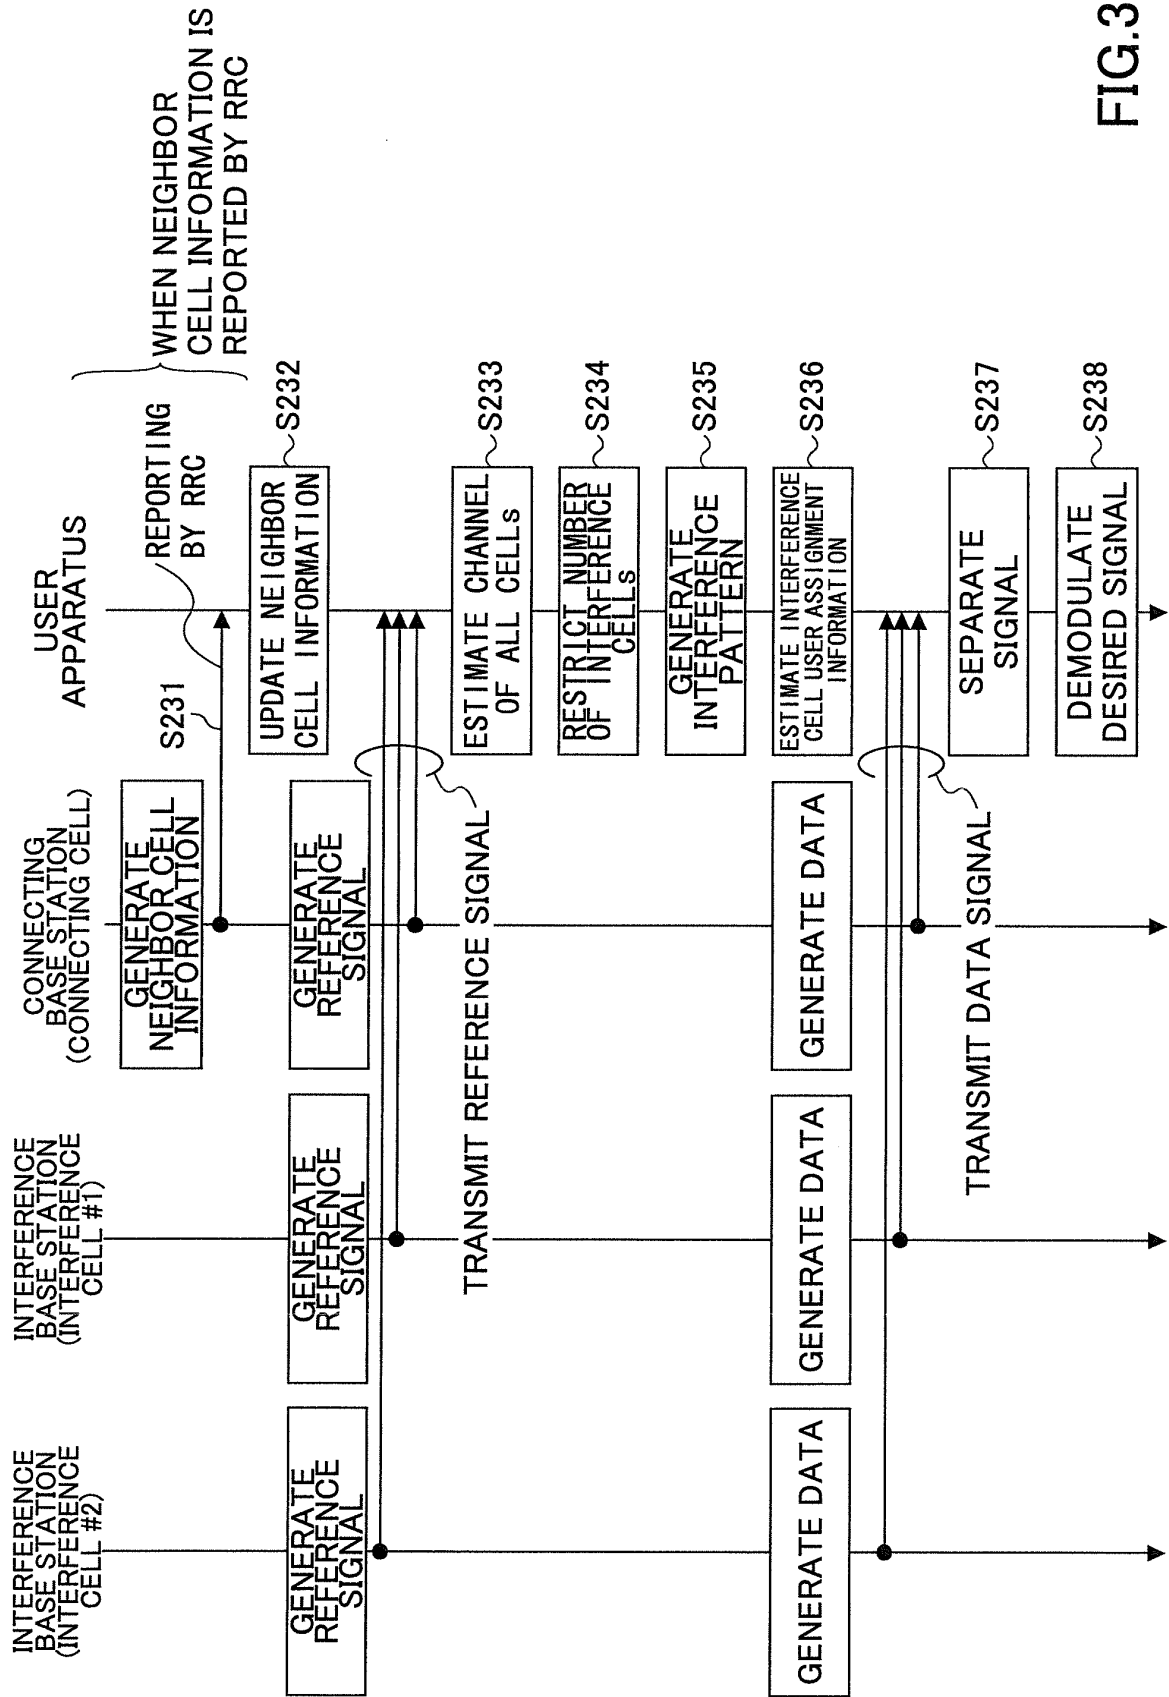 INTERFERENCE
BASE STATION
(INTERFERENCE
CELL #2)
INTERFERENCE
BASE STATION
(INTERFERENCE
CELL #1)
CONNECTING
BASE STATION
(CONNECTING CELL)
USER
APPARATUS
GENERATE
NEIGHBOR CELL
INFORMATION
S231
REPORTING
BY RRC
WHEN NEIGHBOR
CELL INFORMATION IS
REPORTED BY RRC
UPDATE NEIGHBOR
CELL INFORMATION
S232
GENERATE
REFERENCE
SIGNAL
GENERATE
REFERENCE
SIGNAL
GENERATE
REFERENCE
SIGNAL
TRANSMIT REFERENCE SIGNAL
ESTIMATE CHANNEL
OF ALL CELLs
S233
RESTRICT NUMBER
OF INTERFERENCE
CELLs
S234
GENERATE
INTERFERENCE
PATTERN
S235
ESTIMATE INTERFERENCE
CELL USER ASSIGNMENT
INFORMATION
S236
GENERATE DATA
GENERATE DATA
GENERATE DATA
TRANSMIT DATA SIGNAL
SEPARATE
SIGNAL
S237
DEMODULATE
DESIRED SIGNAL
S238
FIG.3